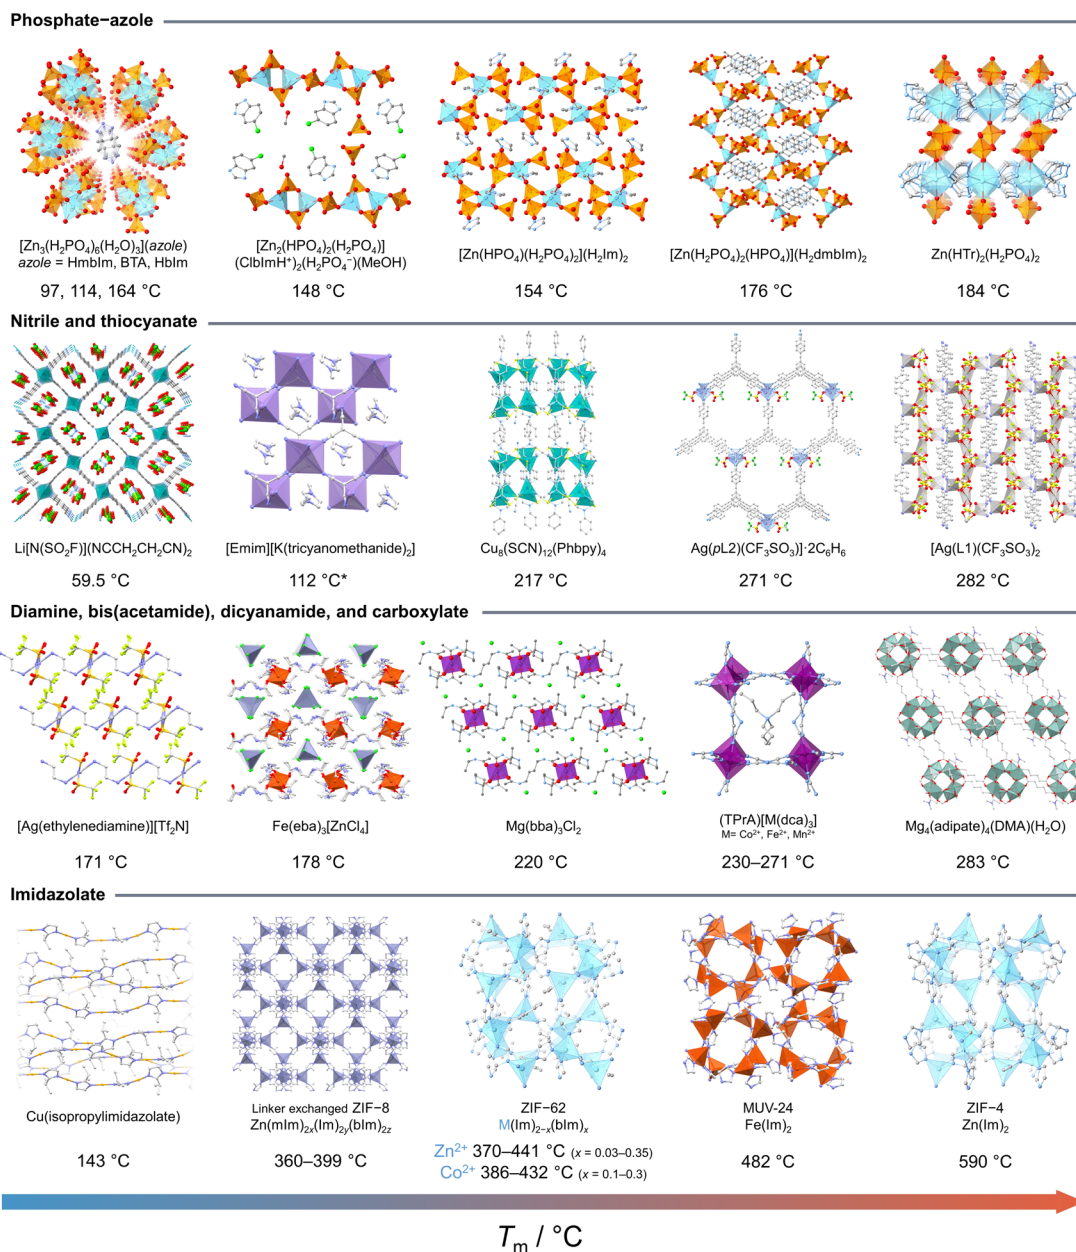 Phosphate−azole
[Zn₃(H₂PO₄)₆(H₂O)₃](azole)
azole = HmbIm, BTA, HbIm
97, 114, 164 °C
[Zn₂(HPO₄)₂(H₂PO₄)]
(ClbImH⁺)₂(H₂PO₄⁻)(MeOH)
148 °C
[Zn(HPO₄)(H₂PO₄)₂](H₂Im)₂
154 °C
[Zn(H₂PO₄)₂(HPO₄)](H₂dmbIm)₂
176 °C
Zn(HTr)₂(H₂PO₄)₂
184 °C
Nitrile and thiocyanate
Li[N(SO₂F)](NCCH₂CH₂CN)₂
59.5 °C
[Emim][K(tricyanomethanide)₂]
112 °C*
Cu₈(SCN)₁₂(Phbpy)₄
217 °C
Ag(pL2)(CF₃SO₃)]·2C₆H₆
271 °C
[Ag(L1)(CF₃SO₃)₂
282 °C
Diamine, bis(acetamide), dicyanamide, and carboxylate
[Ag(ethylenediamine)][Tf₂N]
171 °C
Fe(eba)₃[ZnCl₄]
178 °C
Mg(bba)₃Cl₂
220 °C
(TPrA)[M(dca)₃]
M= Co²⁺, Fe²⁺, Mn²⁺
230–271 °C
Mg₄(adipate)₄(DMA)(H₂O)
283 °C
Imidazolate
Cu(isopropylimidazolate)
143 °C
Linker exchanged ZIF−8
Zn(mIm)₂ₓ(Im)₂y(bIm)₂z
360–399 °C
ZIF−62
M(Im)₂₋ₓ(bIm)ₓ
Zn²⁺ 370–441 °C (x = 0.03–0.35)
Co²⁺ 386–432 °C (x = 0.1–0.3)
MUV-24
Fe(Im)₂
482 °C
ZIF−4
Zn(Im)₂
590 °C
Tₘ / °C